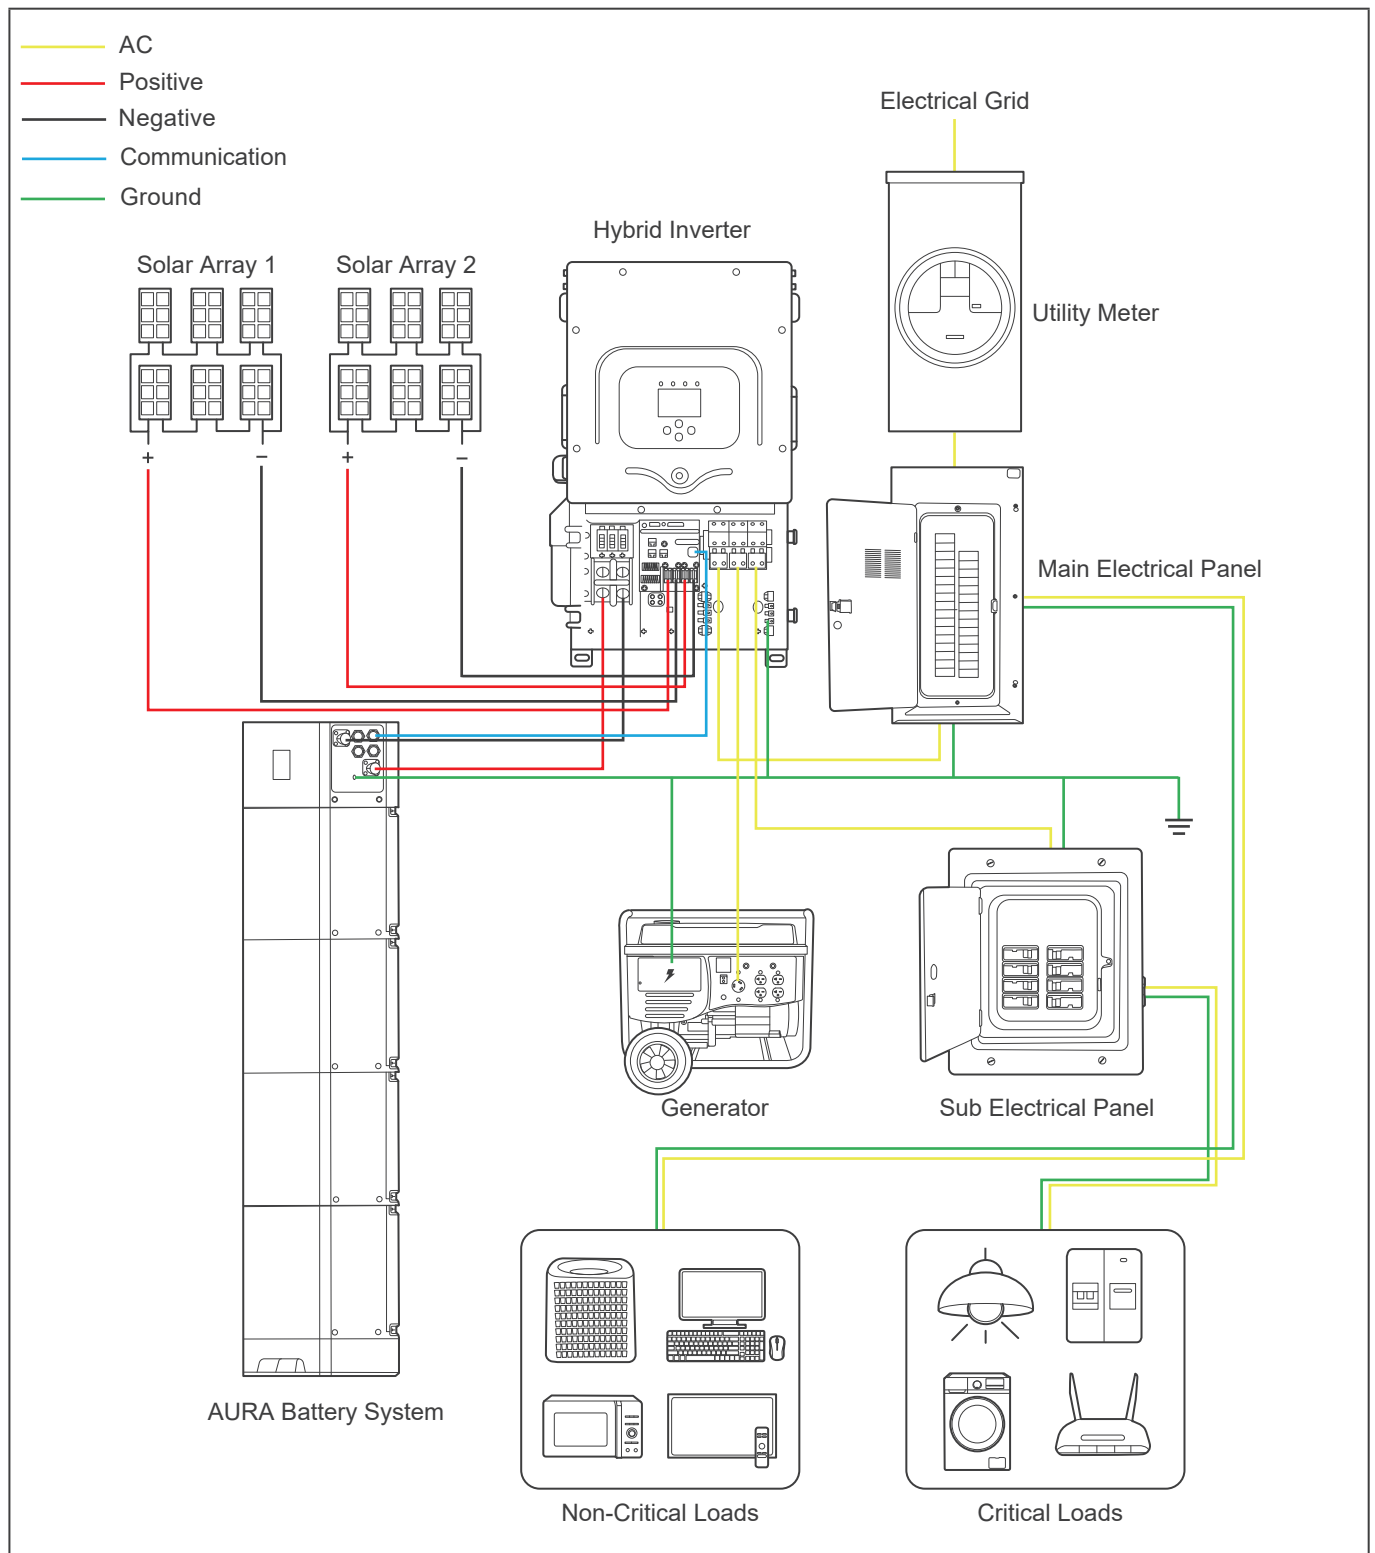 AC
Positive
Negative
Communication
Ground
Electrical Grid
Hybrid Inverter
Solar Array 1
Solar Array 2
Utility Meter
+
−
+
−
Main Electrical Panel
Generator
Sub Electrical Panel
AURA Battery System
Non-Critical Loads
Critical Loads